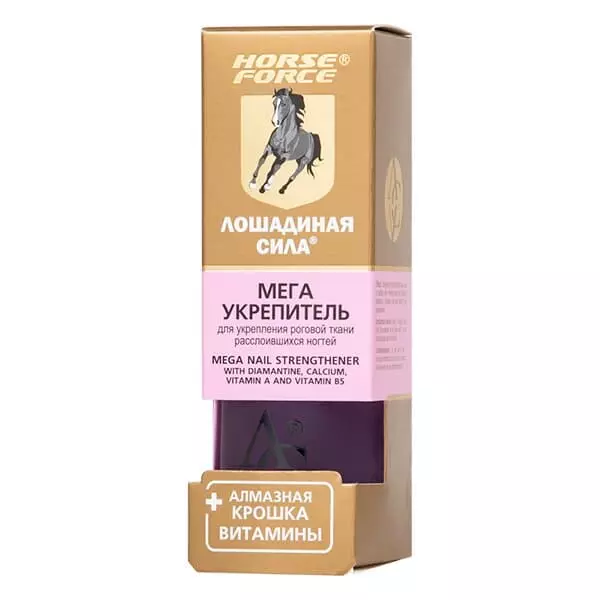 HORSE®
FORCE
ЛОШАДИНАЯ
СИЛА®
МЕГА
УКРЕПИТЕЛЬ
для укрепления роговой ткани
расслоившихся ногтей
MEGA NAIL STRENGTHENER
WITH DIAMANTINE, CALCIUM,
VITAMIN A AND VITAMIN B5
+ АЛМАЗНАЯ
КРОШКА
ВИТАМИНЫ